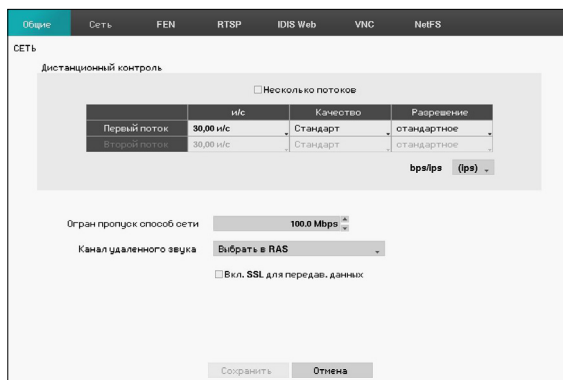 Общие Сеть FEN RTSP IDIS Web VNC NetFS
СЕТЬ
Дистанционный контроль
Несколько потоков
и/с Качество Разрешение
Первый поток 30,00 и/с Стандарт стандартное
Второй поток 30,00 и/с Стандарт стандартное
bps/ips (ips)
Огран пропуск способ сети 100.0 Mbps
Канал удаленного звука Выбрать в RAS
Вкл. SSL для передав. данных
Сохранить Отмена